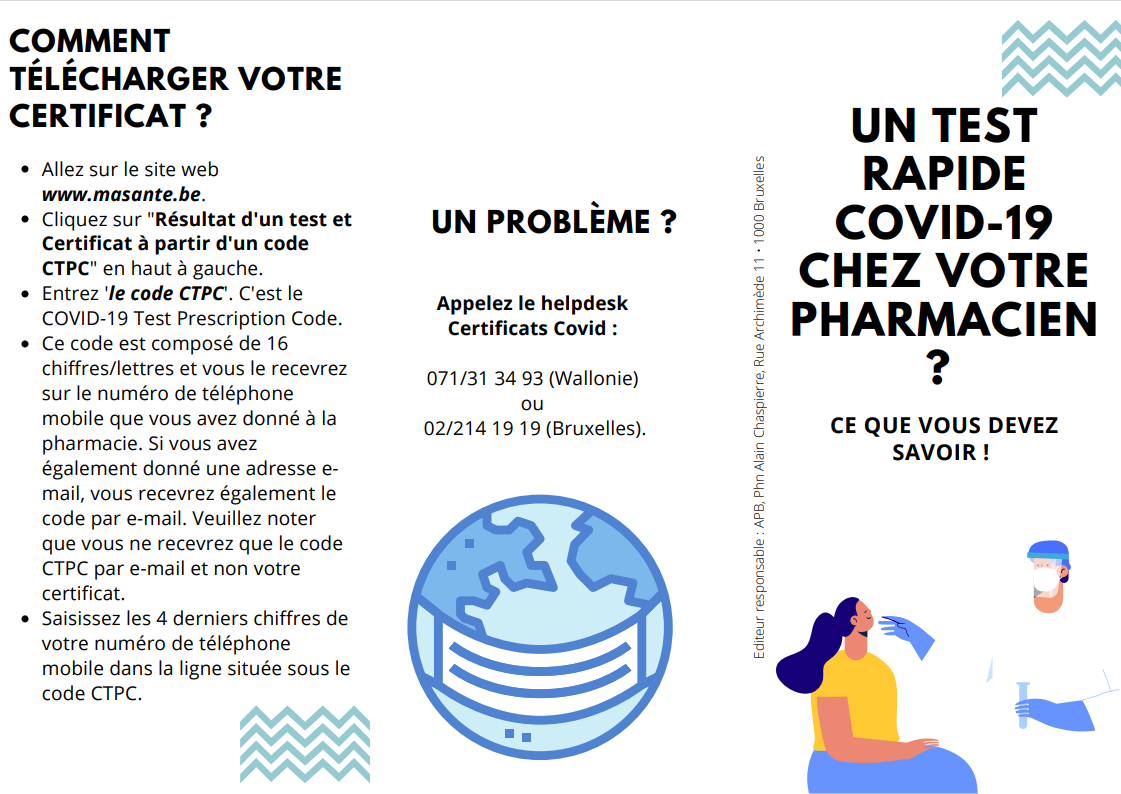 COMMENT
TÉLÉCHARGER VOTRE
CERTIFICAT ?
• Allez sur le site web
www.masante.be.
• Cliquez sur "Résultat d'un test et
Certificat à partir d'un code
CTPC" en haut à gauche.
• Entrez 'le code CTPC'. C'est le
COVID-19 Test Prescription Code.
• Ce code est composé de 16
chiffres/lettres et vous le recevrez
sur le numéro de téléphone
mobile que vous avez donné à la
pharmacie. Si vous avez
également donné une adresse e-
mail, vous recevrez également le
code par e-mail. Veuillez noter
que vous ne recevrez que le code
CTPC par e-mail et non votre
certificat.
• Saisissez les 4 derniers chiffres de
votre numéro de téléphone
mobile dans la ligne située sous le
code CTPC.
UN PROBLÈME ?
Appelez le helpdesk
Certificats Covid :
071/31 34 93 (Wallonie)
ou
02/214 19 19 (Bruxelles).
Editeur responsable : APB, Phn Alain Chaspierre, Rue Archimède 11 • 1000 Bruxelles
UN TEST
RAPIDE
COVID-19
CHEZ VOTRE
PHARMACIEN
?
CE QUE VOUS DEVEZ
SAVOIR !